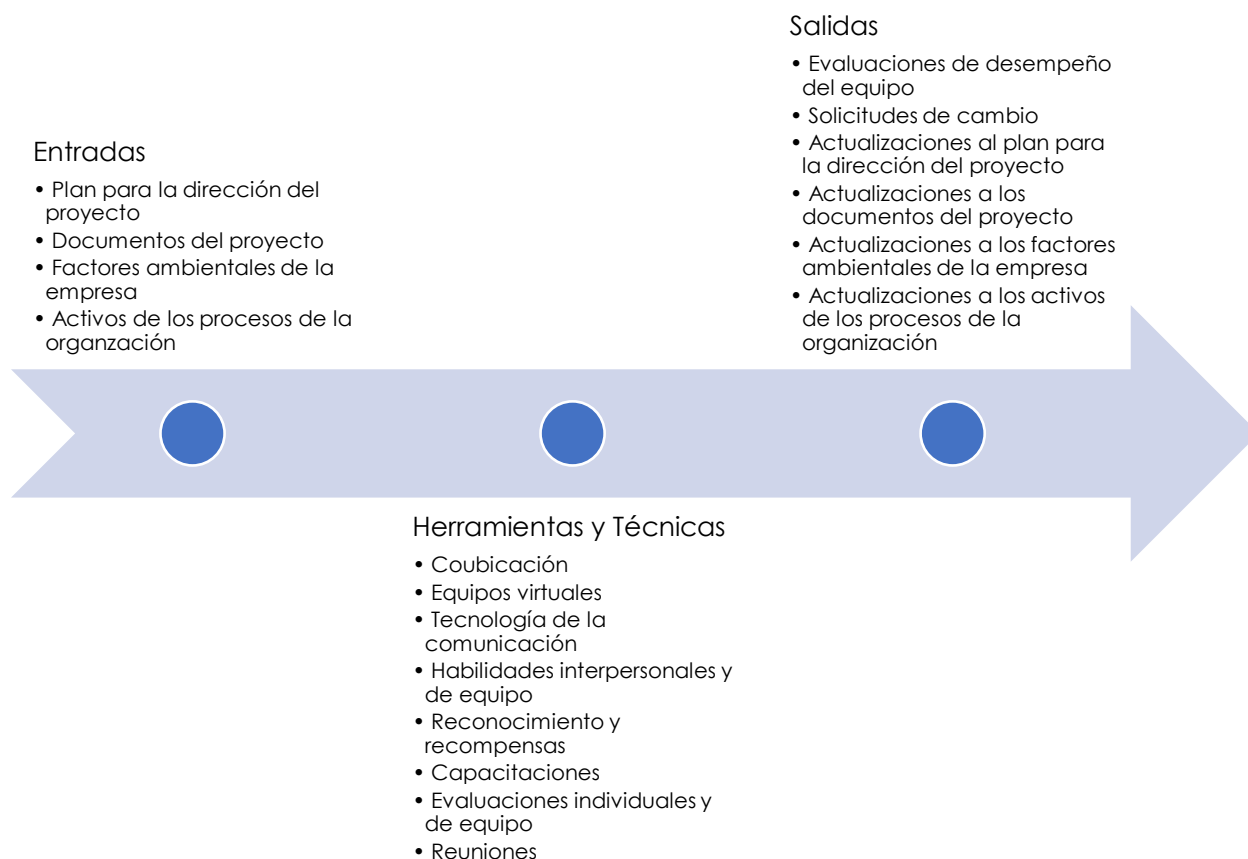 Entradas
• Plan para la dirección del
proyecto
• Documentos del proyecto
• Factores ambientales de la
empresa
• Activos de los procesos de la
organzación
Herramientas y Técnicas
• Coubicación
• Equipos virtuales
• Tecnología de la
comunicación
• Habilidades interpersonales y
de equipo
• Reconocimiento y
recompensas
• Capacitaciones
• Evaluaciones individuales y
de equipo
• Reuniones
Salidas
• Evaluaciones de desempeño
del equipo
• Solicitudes de cambio
• Actualizaciones al plan para
la dirección del proyecto
• Actualizaciones a los
documentos del proyecto
• Actualizaciones a los factores
ambientales de la empresa
• Actualizaciones a los activos
de los procesos de la
organización